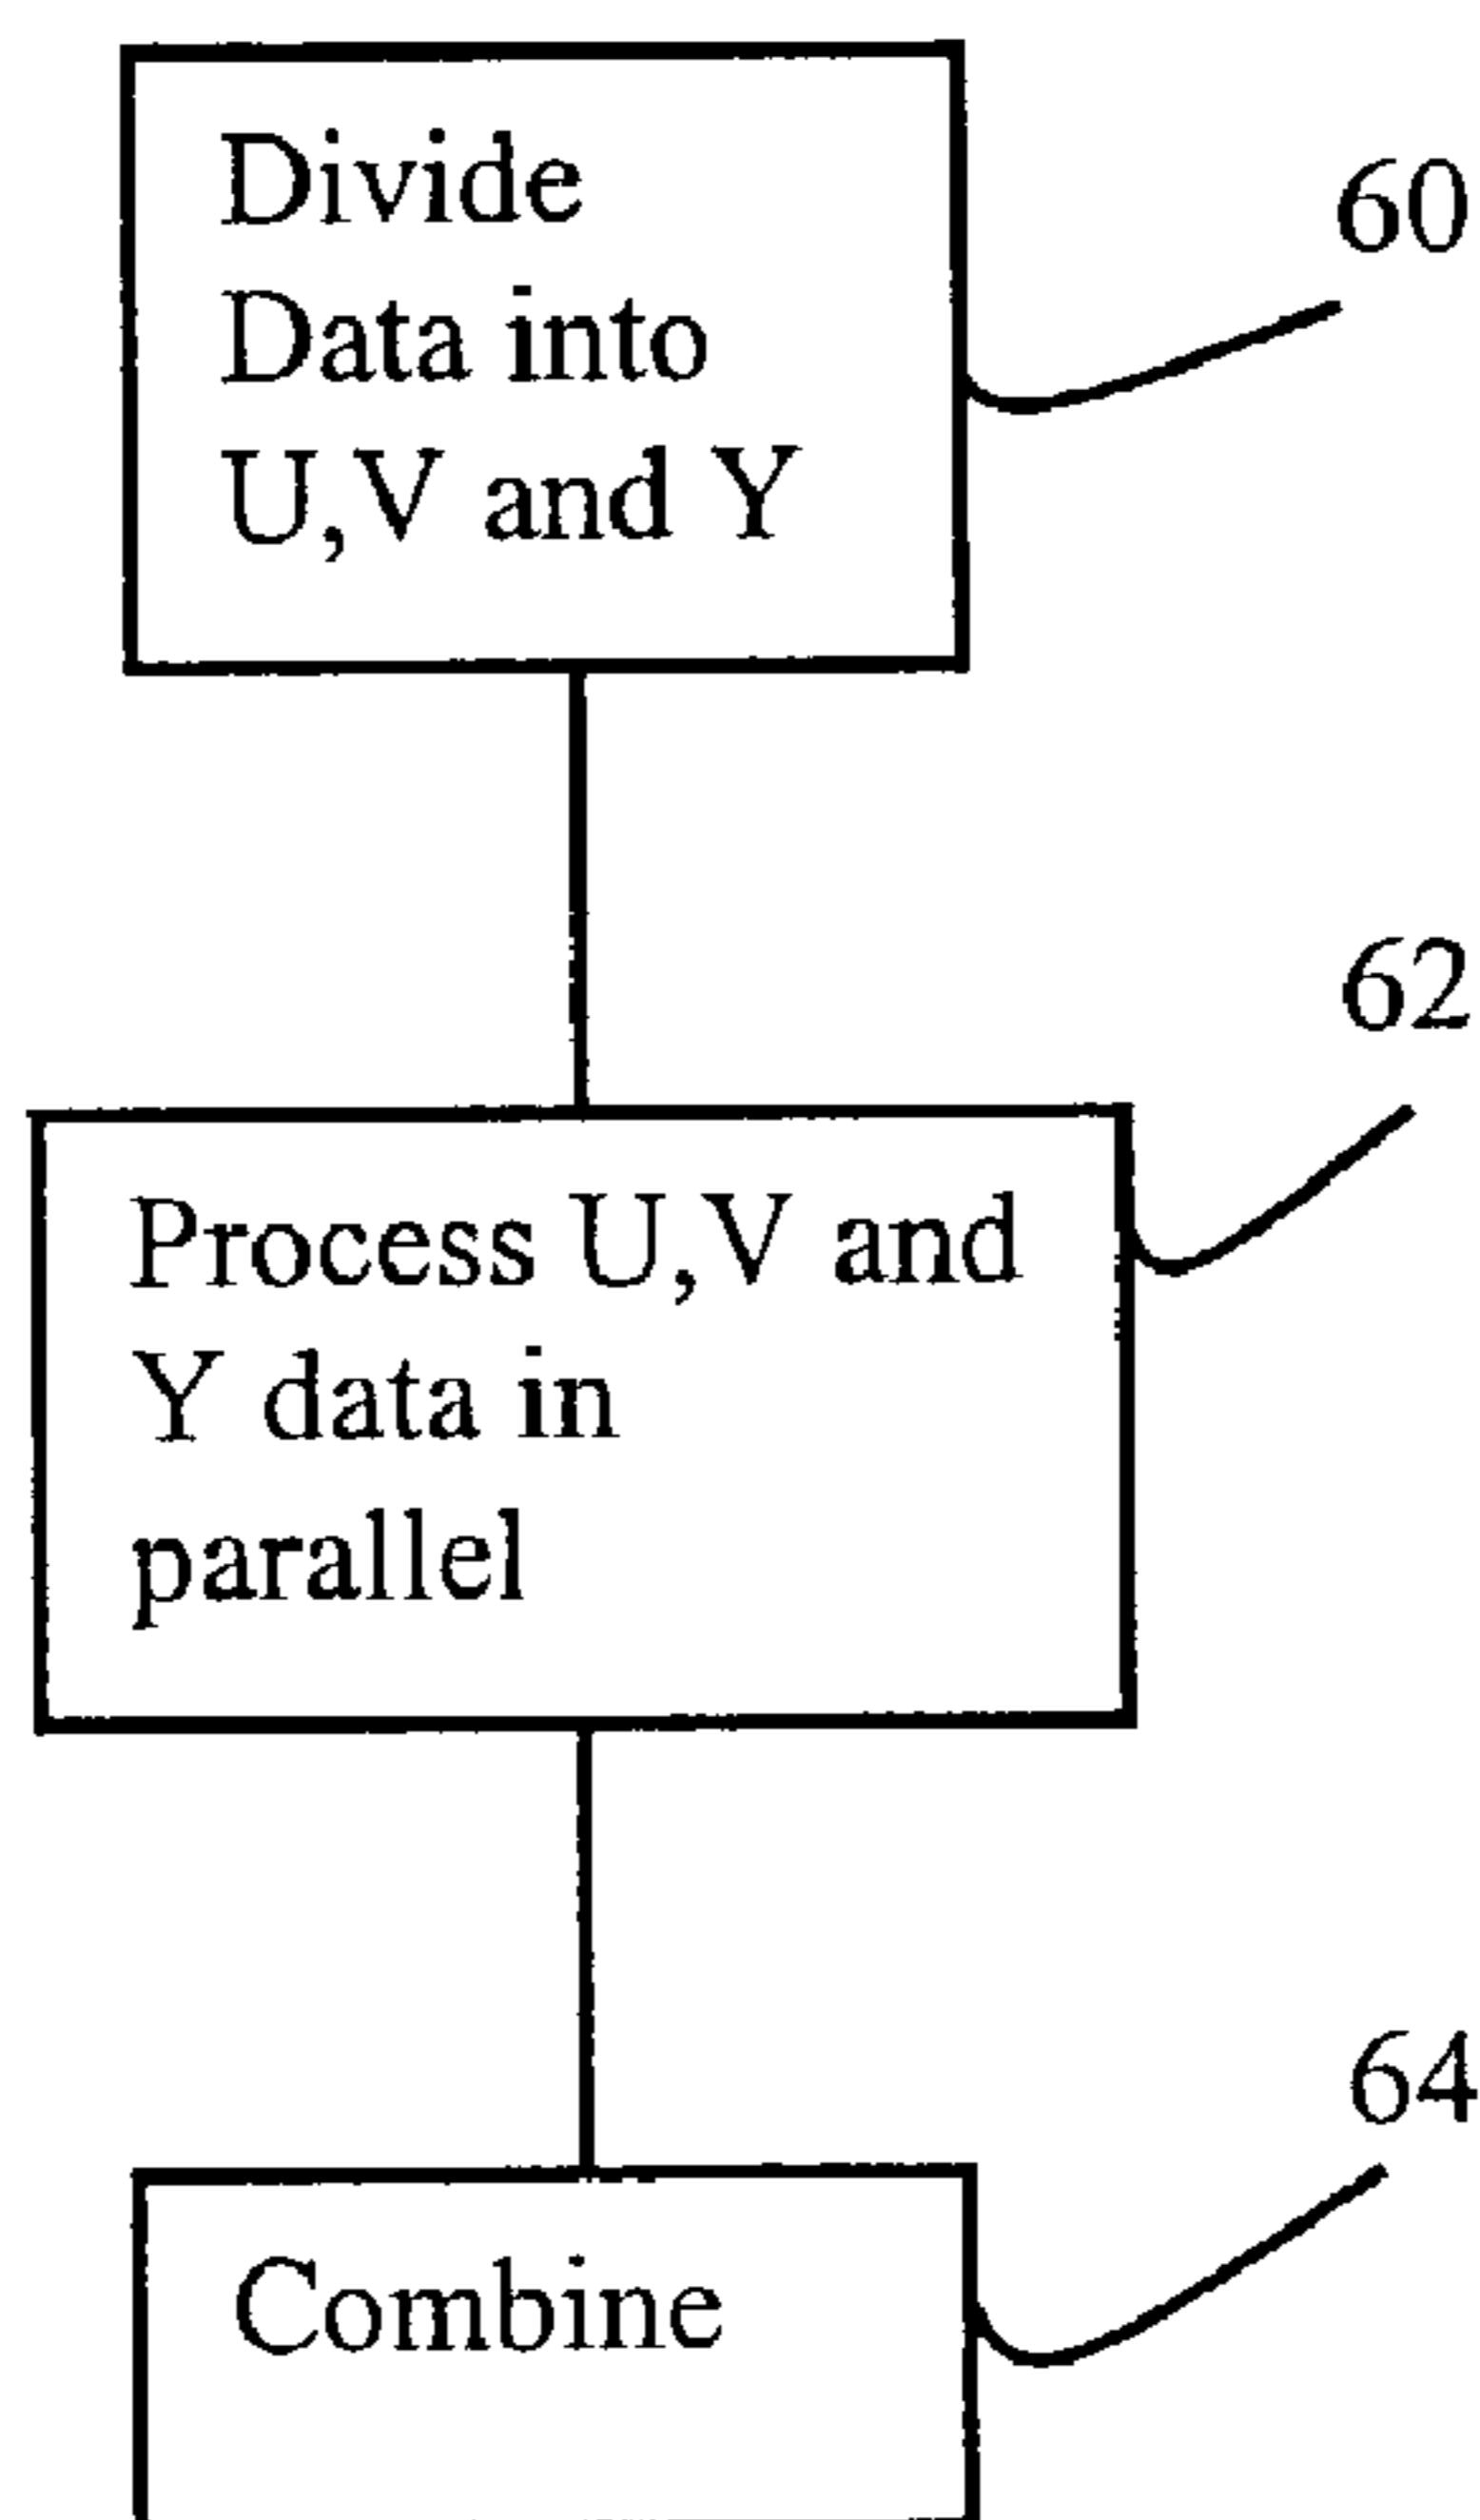 Divide
Data into
U,V and Y
60
62
Process U,V and
Y data in
parallel
64
Combine